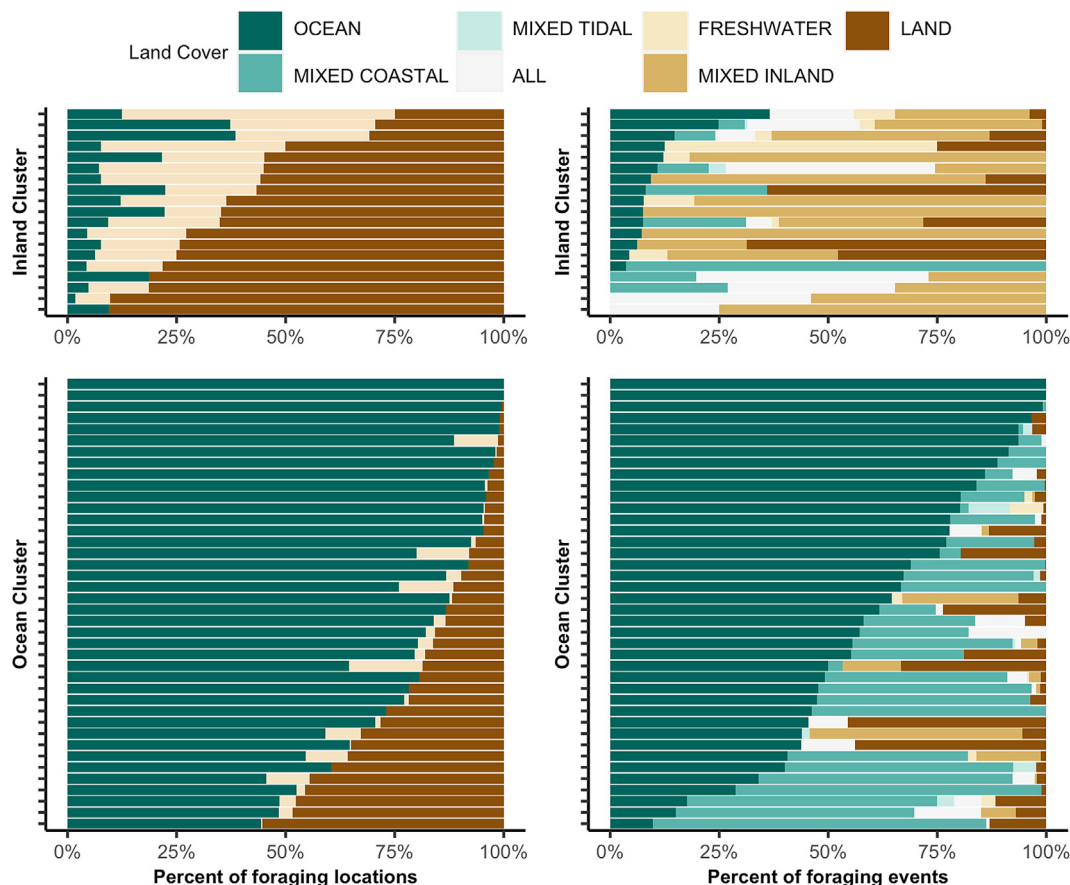 Land Cover
OCEAN
MIXED TIDAL
FRESHWATER
LAND
MIXED COASTAL
ALL
MIXED INLAND
Inland Cluster
0% 25% 50% 75% 100%
Inland Cluster
0% 25% 50% 75% 100%
Ocean Cluster
0% 25% 50% 75% 100%
Percent of foraging locations
Ocean Cluster
0% 25% 50% 75% 100%
Percent of foraging events